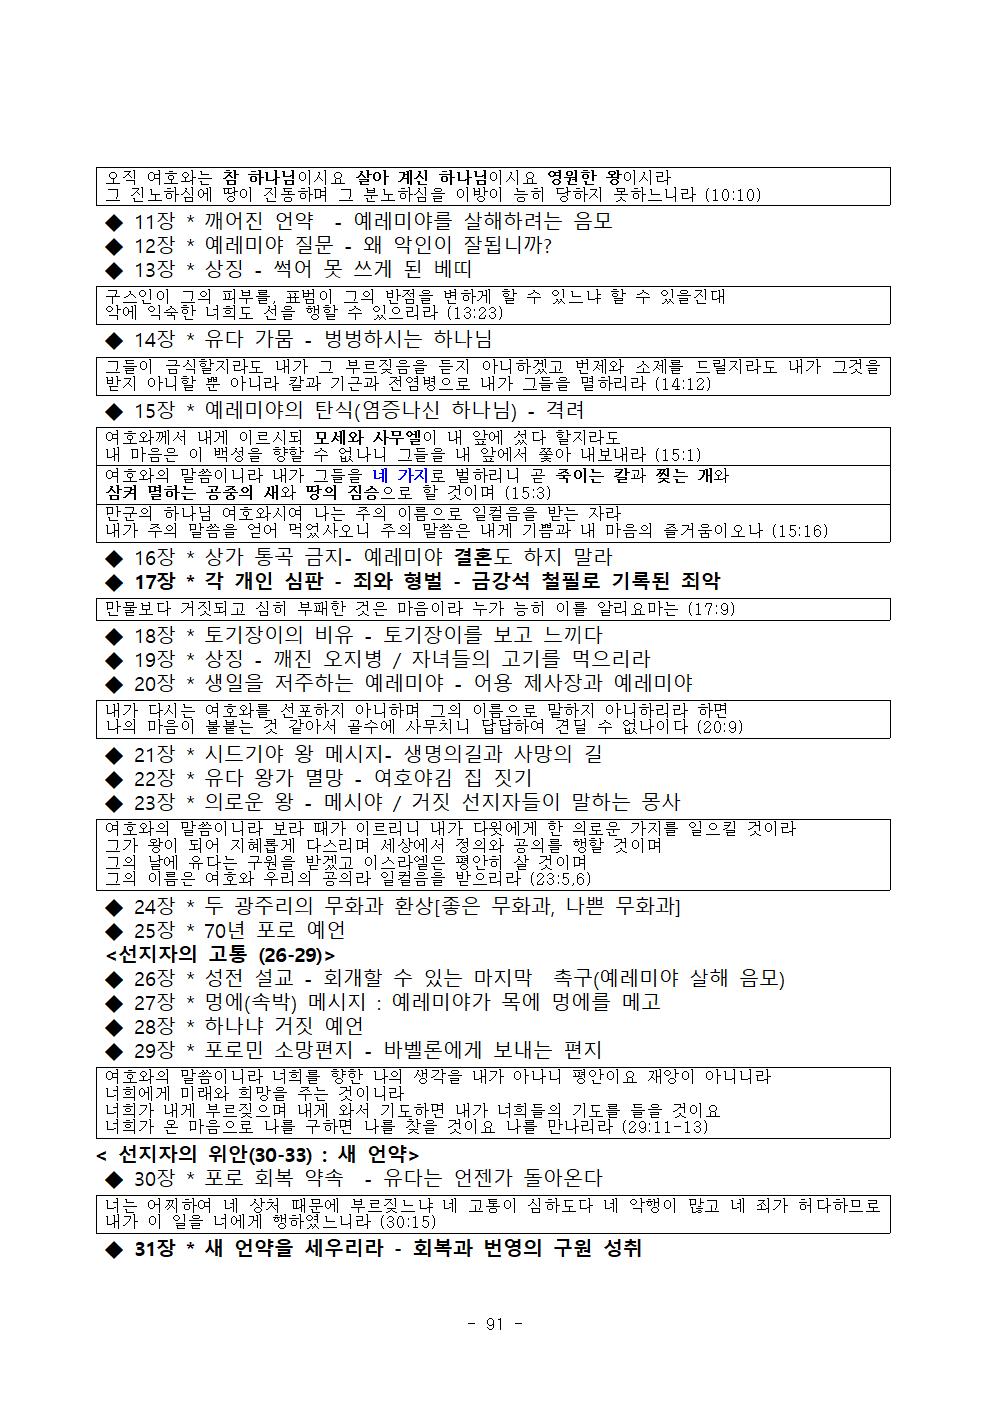 오직 여호와는 참 하나님이시요 살아 계신 하나님이시요 영원한 왕이시라
그 진노하심에 땅이 진동하며 그 분노하심을 이방이 능히 당하지 못하느니라 (10:10)
◆ 11장 * 깨어진 언약 - 예레미야를 살해하려는 음모
◆ 12장 * 예레미야 질문 - 왜 악인이 잘됩니까?
◆ 13장 * 상징 - 썩어 못 쓰게 된 베띠
구스인이 그의 피부를, 표범이 그의 반점을 변하게 할 수 있느냐 할 수 있을진대
악에 익숙한 너희도 선을 행할 수 있으리라 (13:23)
◆ 14장 * 유다 가뭄 - 벙벙하시는 하나님
그들이 금식할지라도 내가 그 부르짖음을 듣지 아니하겠고 번제와 소제를 드릴지라도 내가 그것을
받지 아니할 뿐 아니라 칼과 기근과 전염병으로 내가 그들을 멸하리라 (14:12)
◆ 15장 * 예레미야의 탄식(염증나신 하나님) - 격려
여호와께서 내게 이르시되 모세와 사무엘이 내 앞에 섰다 할지라도
내 마음은 이 백성을 향할 수 없나니 그들을 내 앞에서 쫓아 내보내라 (15:1)
여호와의 말씀이니라 내가 그들을 네 가지로 벌하리니 곧 죽이는 칼과 찢는 개와
삼켜 멸하는 공중의 새와 땅의 짐승으로 할 것이며 (15:3)
만군의 하나님 여호와시여 나는 주의 이름으로 일컬음을 받는 자라
내가 주의 말씀을 얻어 먹었사오니 주의 말씀은 내게 기쁨과 내 마음의 즐거움이오나 (15:16)
◆ 16장 * 상가 통곡 금지- 예레미야 결혼도 하지 말라
◆ 17장 * 각 개인 심판 - 죄와 형벌 - 금강석 철필로 기록된 죄악
만물보다 거짓되고 심히 부패한 것은 마음이라 누가 능히 이를 알리요마는 (17:9)
◆ 18장 * 토기장이의 비유 - 토기장이를 보고 느끼다
◆ 19장 * 상징 - 깨진 오지병 / 자녀들의 고기를 먹으리라
◆ 20장 * 생일을 저주하는 예레미야 - 어용 제사장과 예레미야
내가 다시는 여호와를 선포하지 아니하며 그의 이름으로 말하지 아니하리라 하면
나의 마음이 불붙는 것 같아서 골수에 사무치니 답답하여 견딜 수 없나이다 (20:9)
◆ 21장 * 시드기야 왕 메시지- 생명의길과 사망의 길
◆ 22장 * 유다 왕가 멸망 - 여호야김 집 짓기
◆ 23장 * 의로운 왕 - 메시야 / 거짓 선지자들이 말하는 몽사
여호와의 말씀이니라 보라 때가 이르리니 내가 다윗에게 한 의로운 가지를 일으킬 것이라
그가 왕이 되어 지혜롭게 다스리며 세상에서 정의와 공의를 행할 것이며
그의 날에 유다는 구원을 받겠고 이스라엘은 평안히 살 것이며
그의 이름은 여호와 우리의 공의라 일컬음을 받으리라 (23:5,6)
◆ 24장 * 두 광주리의 무화과 환상[좋은 무화과, 나쁜 무화과]
◆ 25장 * 70년 포로 예언
<선지자의 고통 (26-29)>
◆ 26장 * 성전 설교 - 회개할 수 있는 마지막 촉구(예레미야 살해 음모)
◆ 27장 * 멍에(속박) 메시지 : 예레미야가 목에 멍에를 메고
◆ 28장 * 하나냐 거짓 예언
◆ 29장 * 포로민 소망편지 - 바벨론에게 보내는 편지
여호와의 말씀이니라 너희를 향한 나의 생각을 내가 아나니 평안이요 재앙이 아니니라
너희에게 미래와 희망을 주는 것이니라
너희가 내게 부르짖으며 내게 와서 기도하면 내가 너희들의 기도를 들을 것이요
너희가 온 마음으로 나를 구하면 나를 찾을 것이요 나를 만나리라 (29:11-13)
< 선지자의 위안(30-33) : 새 언약>
◆ 30장 * 포로 회복 약속 - 유다는 언젠가 돌아온다
너는 어찌하여 네 상처 때문에 부르짖느냐 네 고통이 심하도다 네 악행이 많고 네 죄가 허다하므로
내가 이 일을 너에게 행하였느니라 (30:15)
◆ 31장 * 새 언약을 세우리라 - 회복과 번영의 구원 성취
- 91 -